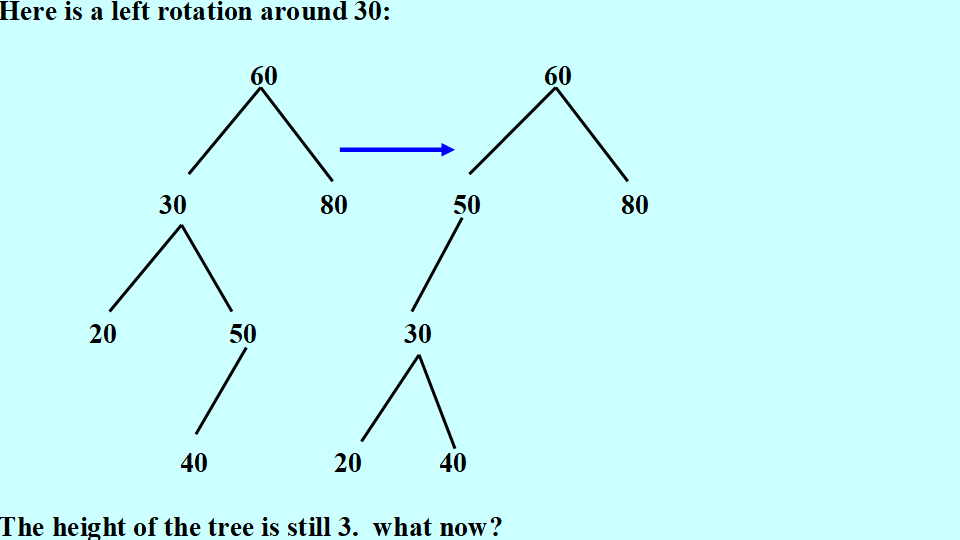 Here is a left rotation around 30:
60 60
30 80 50 80
20 50 30
40 20 40
The height of the tree is still 3. what now?